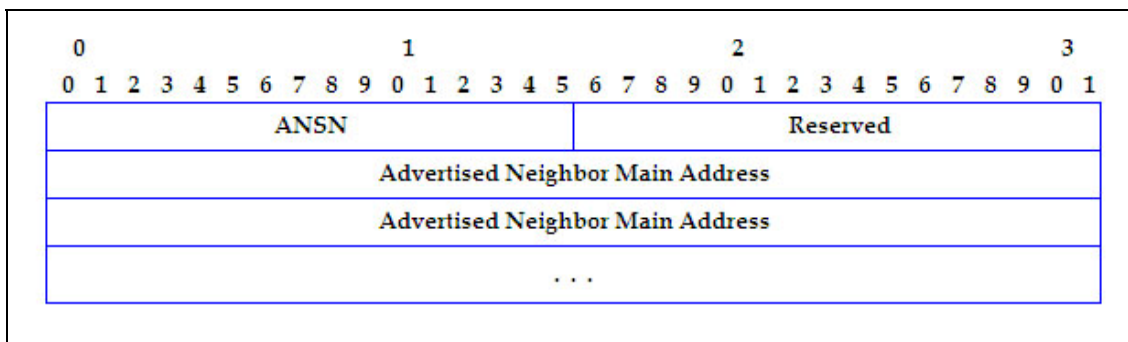 0 1 2 3
0 1 2 3 4 5 6 7 8 9 0 1 2 3 4 5 6 7 8 9 0 1 2 3 4 5 6 7 8 9 0 1
ANSN Reserved
Advertised Neighbor Main Address
Advertised Neighbor Main Address
. . .